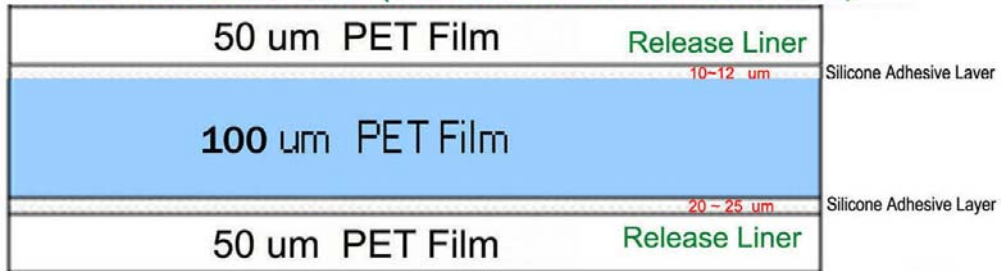 50 um PET Film Release Liner
10~12 um Silicone Adhesive Laver
100 um PET Film
20 ~ 25 um Silicone Adhesive Layer
50 um PET Film Release Liner